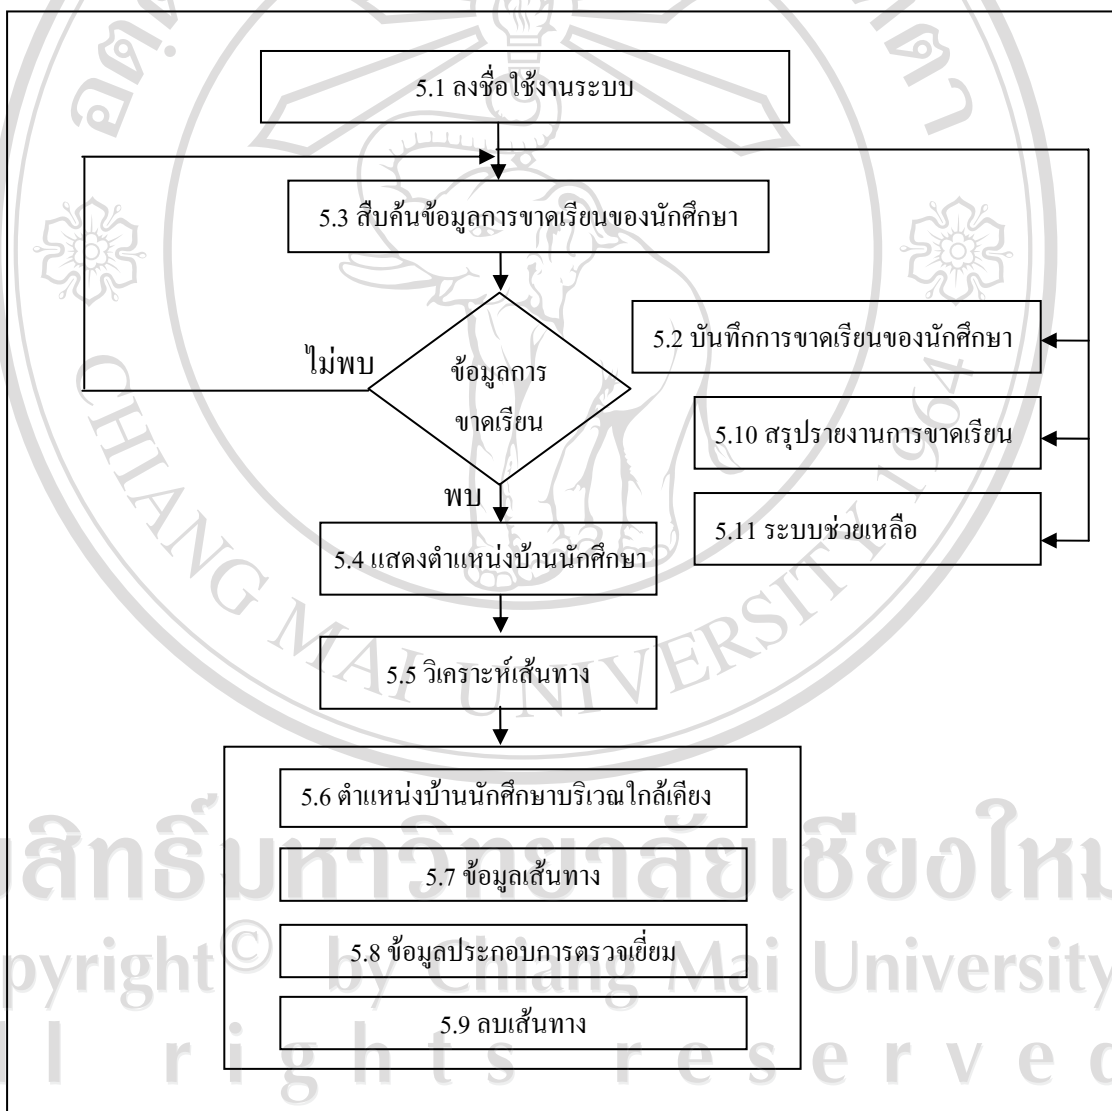 5.1 ลงชื่อใช้งานระบบ
5.3 สืบค้นข้อมูลการขาดเรียนของนักศึกษา
5.2 บันทึกการขาดเรียนของนักศึกษา
ไม่พบ
ข้อมูลการ
ขาดเรียน
5.10 สรุปรายงานการขาดเรียน
พบ
5.11 ระบบช่วยเหลือ
5.4 แสดงตำแหน่งบ้านนักศึกษา
5.5 วิเคราะห์เส้นทาง
5.6 ตำแหน่งบ้านนักศึกษาบริเวณใกล้เคียง
5.7 ข้อมูลเส้นทาง
5.8 ข้อมูลประกอบการตรวจเยี่ยม
5.9 ลบเส้นทาง
CHIANG MAI UNIVERSITY 1964
สิทธิ์มหาวิทยาลัยเชียงใหม
pyright© by Chiang Mai University
l rights reserved